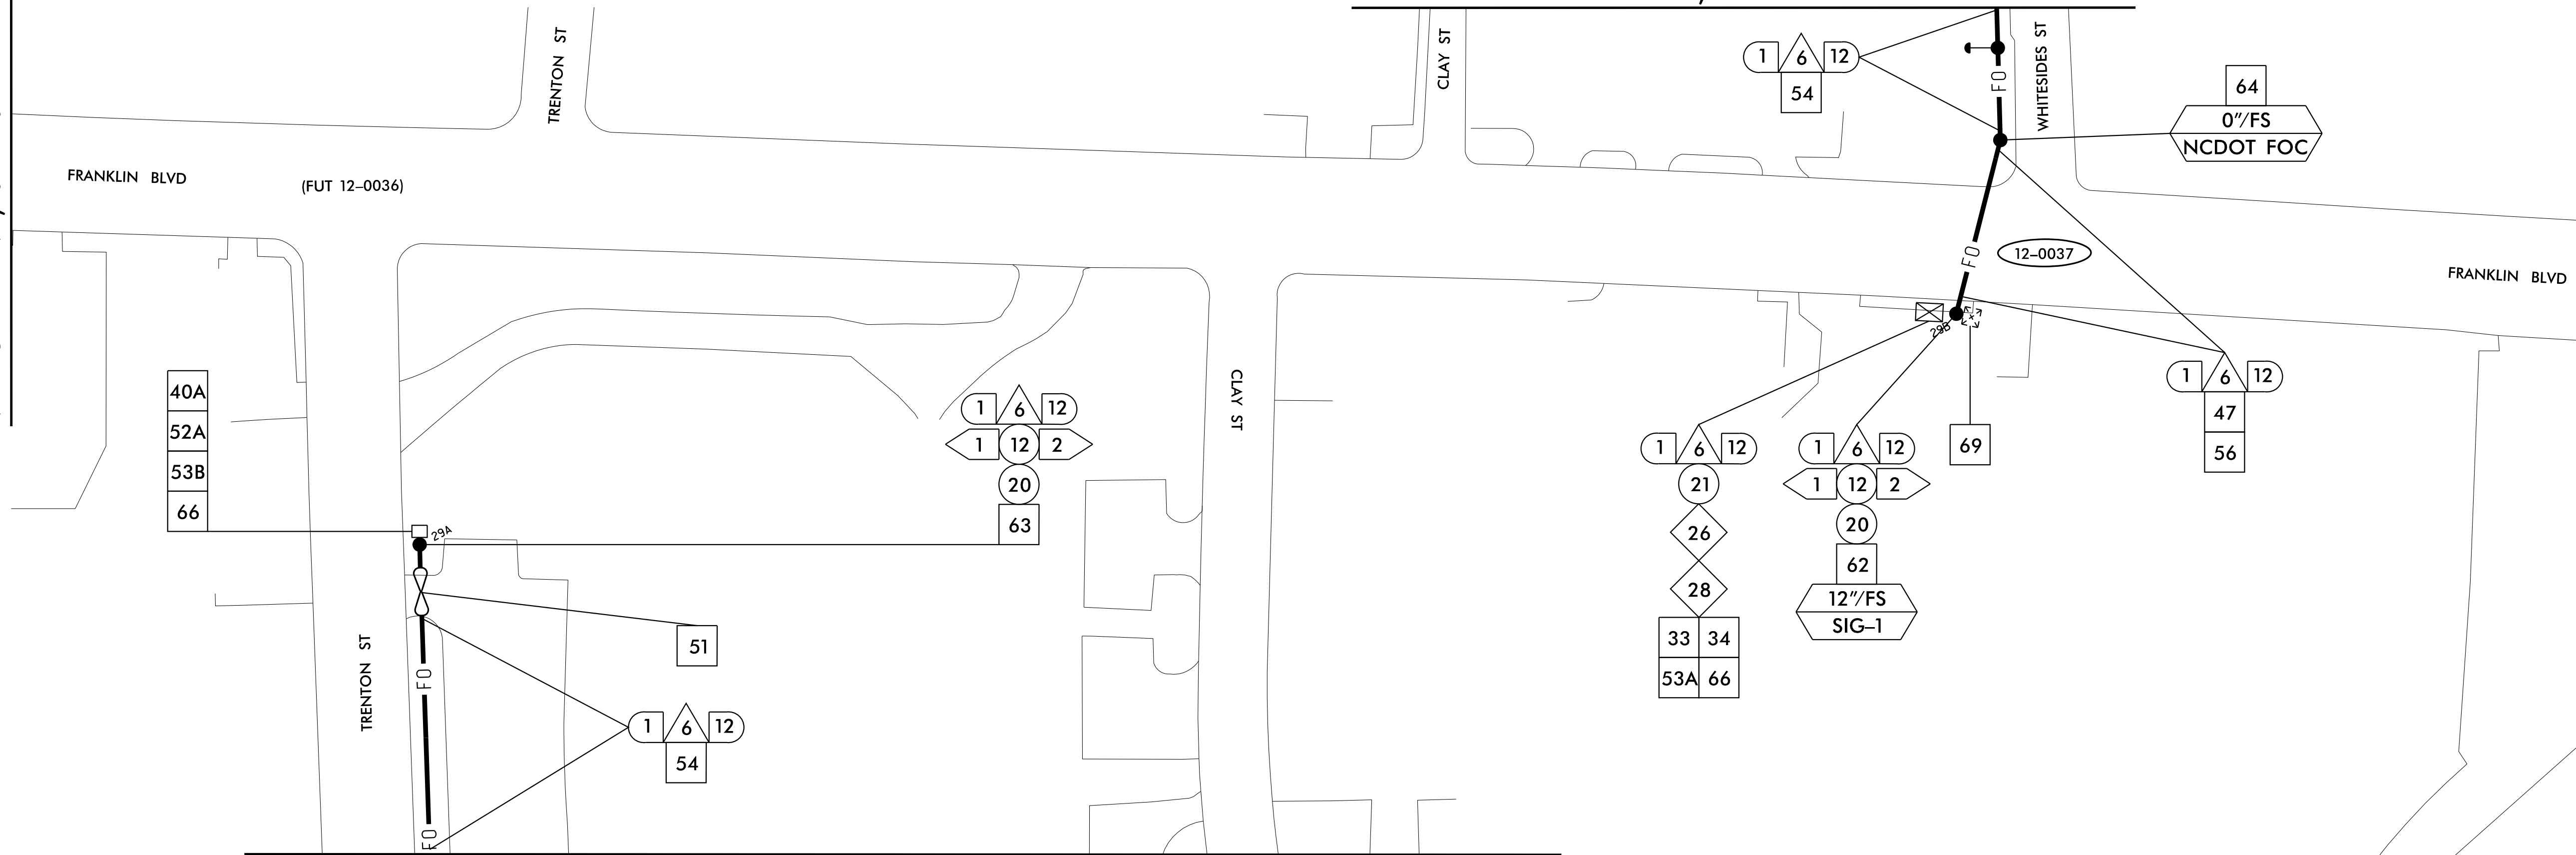 TRENTON ST
CLAY ST
WHITESIDES ST
1 6 12
54
FO
64
0"/FS
NCDOT FOC
FRANKLIN BLVD
(FUT 12-0036)
FO
12-0037
FRANKLIN BLVD
29B
1 6 12
47
56
40A
52A
53B
66
29A
1 6 12
1 12 2
20
63
CLAY ST
1 6 12
21
26
28
33 34
53A 66
1 6 12
1 12 2
20
62
12"/FS
SIG-1
69
51
TRENTON ST
FO
1 6 12
54
FO